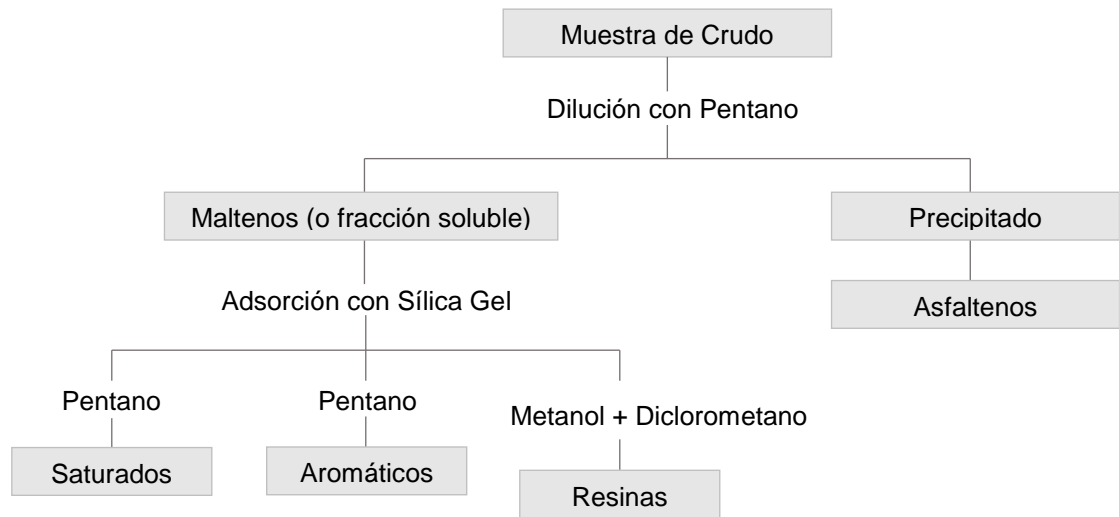 Muestra de Crudo
Dilución con Pentano
Maltenos (o fracción soluble)
Precipitado
Adsorción con Sílica Gel
Asfaltenos
Pentano
Pentano
Metanol + Diclorometano
Saturados
Aromáticos
Resinas